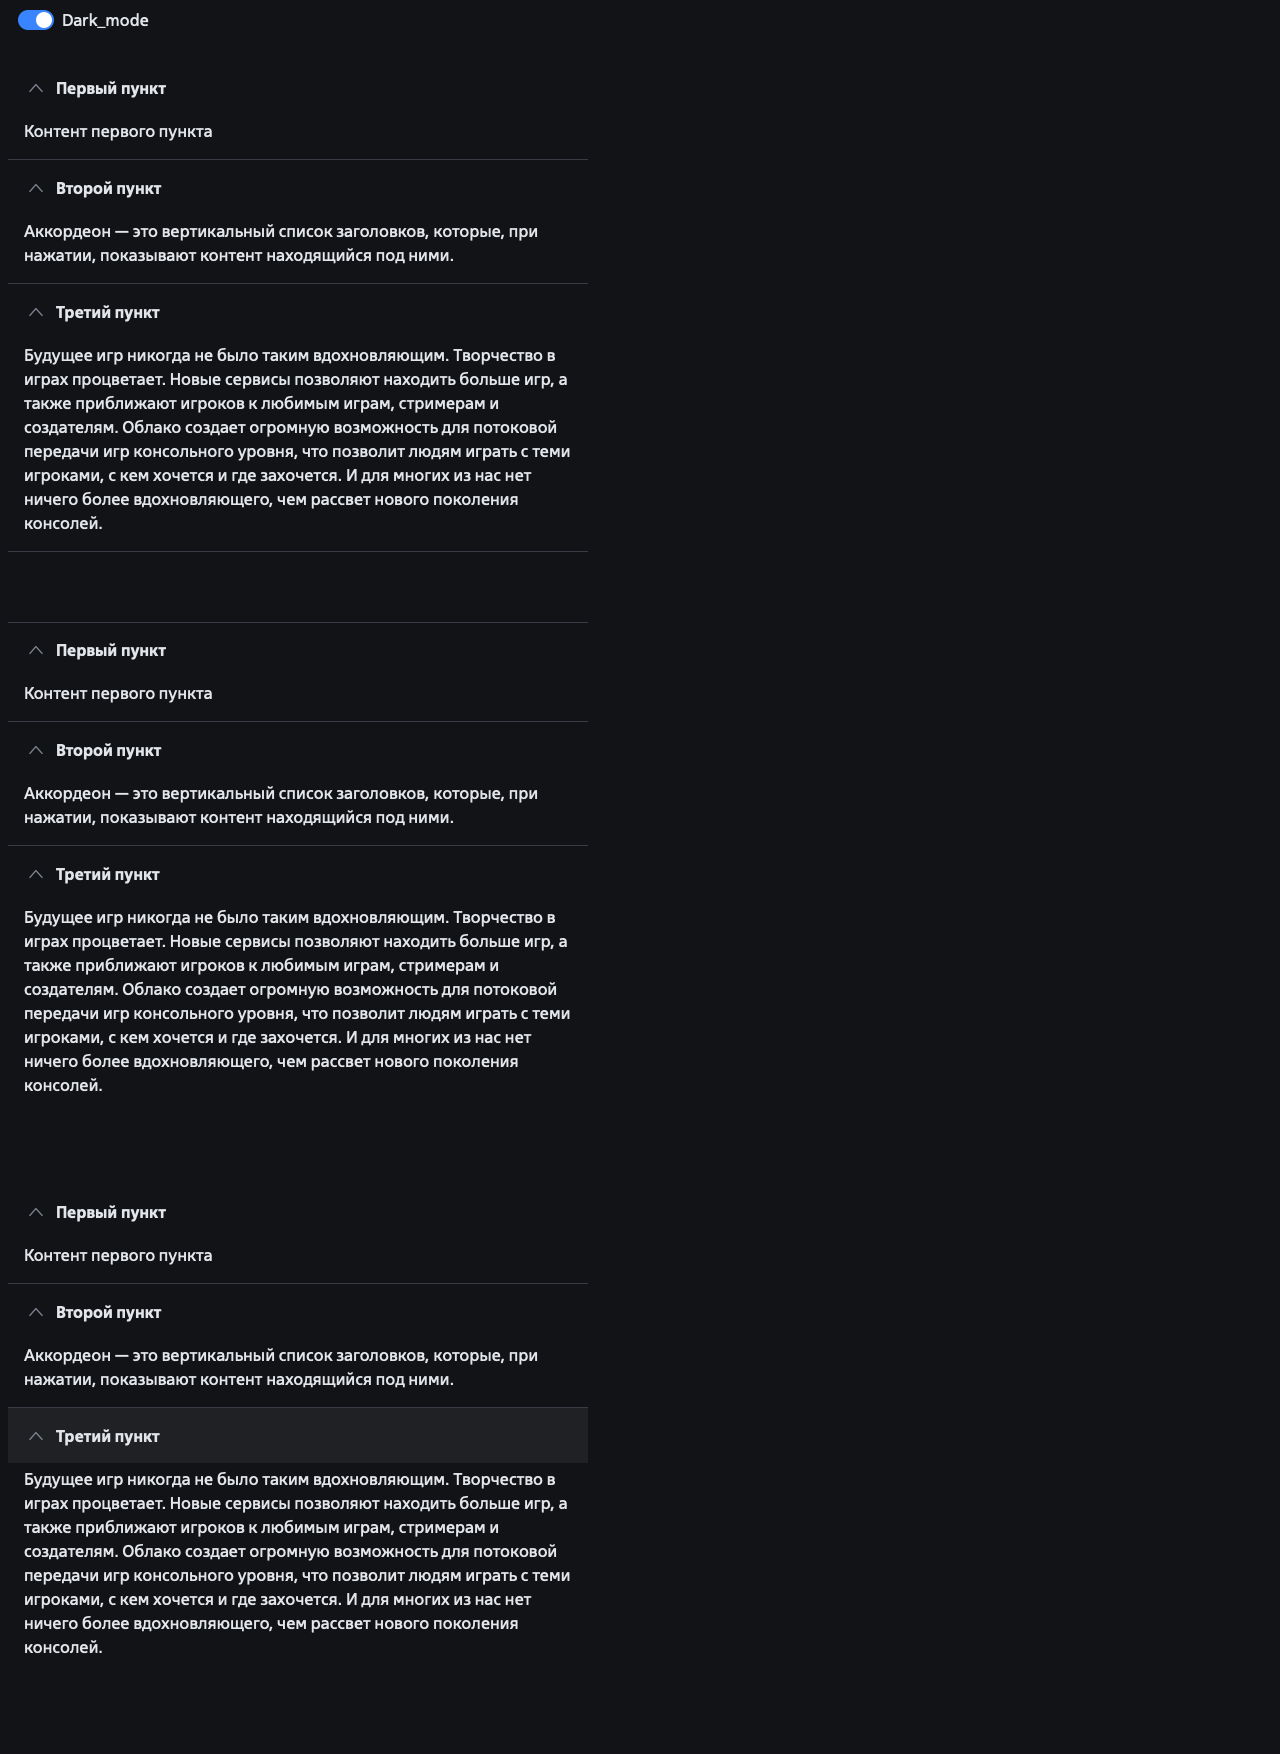 Dark_mode
Первый пункт
Контент первого пункта
Второй пункт
Аккордеон — это вертикальный список заголовков, которые, при
нажатии, показывают контент находящийся под ними.
Третий пункт
Будущее игр никогда не было таким вдохновляющим. Творчество в
играх процветает. Новые сервисы позволяют находить больше игр, а
также приближают игроков к любимым играм, стримерам и
создателям. Облако создает огромную возможность для потоковой
передачи игр консольного уровня, что позволит людям играть с теми
игроками, с кем хочется и где захочется. И для многих из нас нет
ничего более вдохновляющего, чем рассвет нового поколения
консолей.
Первый пункт
Контент первого пункта
Второй пункт
Аккордеон — это вертикальный список заголовков, которые, при
нажатии, показывают контент находящийся под ними.
Третий пункт
Будущее игр никогда не было таким вдохновляющим. Творчество в
играх процветает. Новые сервисы позволяют находить больше игр, а
также приближают игроков к любимым играм, стримерам и
создателям. Облако создает огромную возможность для потоковой
передачи игр консольного уровня, что позволит людям играть с теми
игроками, с кем хочется и где захочется. И для многих из нас нет
ничего более вдохновляющего, чем рассвет нового поколения
консолей.
Первый пункт
Контент первого пункта
Второй пункт
Аккордеон — это вертикальный список заголовков, которые, при
нажатии, показывают контент находящийся под ними.
Третий пункт
Будущее игр никогда не было таким вдохновляющим. Творчество в
играх процветает. Новые сервисы позволяют находить больше игр, а
также приближают игроков к любимым играм, стримерам и
создателям. Облако создает огромную возможность для потоковой
передачи игр консольного уровня, что позволит людям играть с теми
игроками, с кем хочется и где захочется. И для многих из нас нет
ничего более вдохновляющего, чем рассвет нового поколения
консолей.